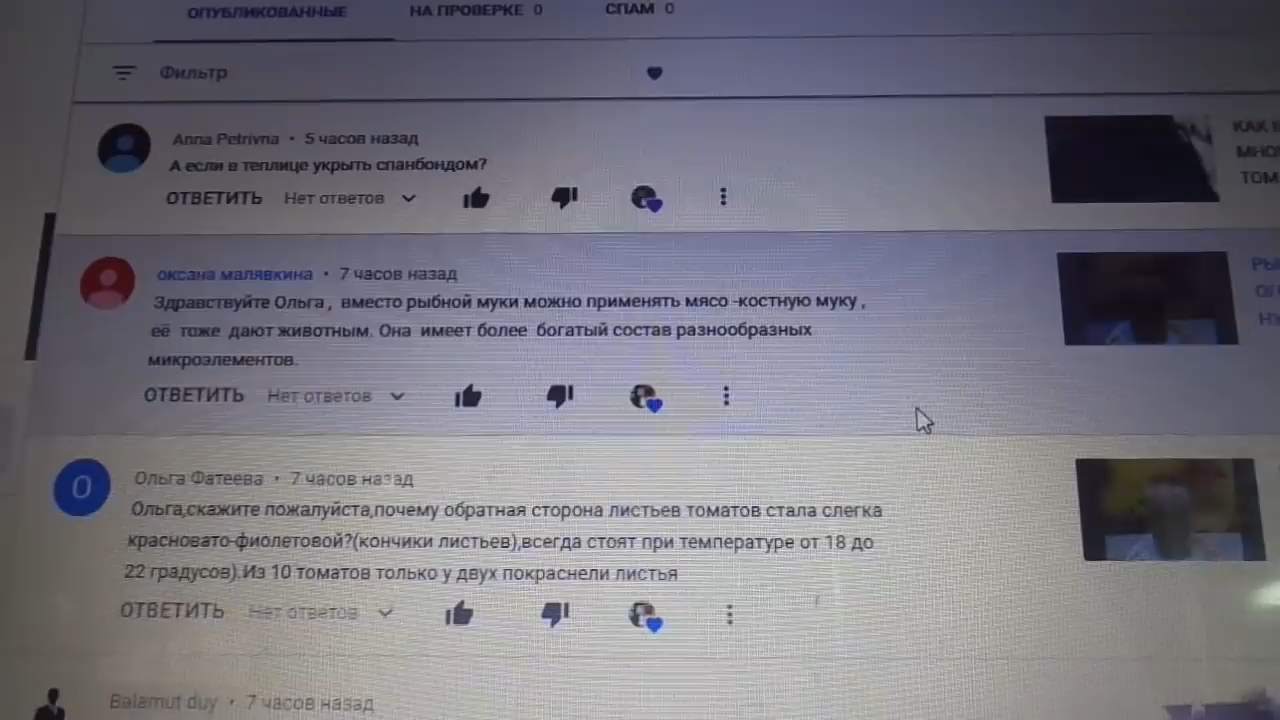 ОПУБЛИКОВАННЫЕ НА ПРОВЕРКЕ 0 СПАМ 0
Фильтр
Anna Petrivna • 5 часов назад
А если в теплице укрыть спанбондом?
ОТВЕТИТЬ Нет ответов
КАК
ТОМ
оксана малявкина • 7 часов назад
Здравствуйте Ольга , вместо рыбной муки можно применять мясо -костную муку ,
её тоже дают животным. Она имеет более богатый состав разнообразных
микроэлементов.
ОТВЕТИТЬ Нет ответов
О
Ольга Фатеева • 7 часов назад
Ольга,скажите пожалуйста,почему обратная сторона листьев томатов стала слегка
красновато-фиолетовой?(кончики листьев),всегда стоят при температуре от 18 до
22 градусов).Из 10 томатов только у двух покраснели листья
ОТВЕТИТЬ Нет ответов
Balamut duy • 7 часов назад